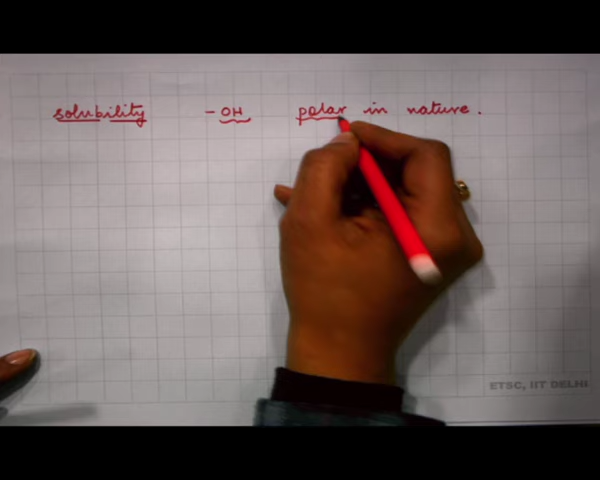 solubility -OH polar in nature.
ETSC, IIT DELHI